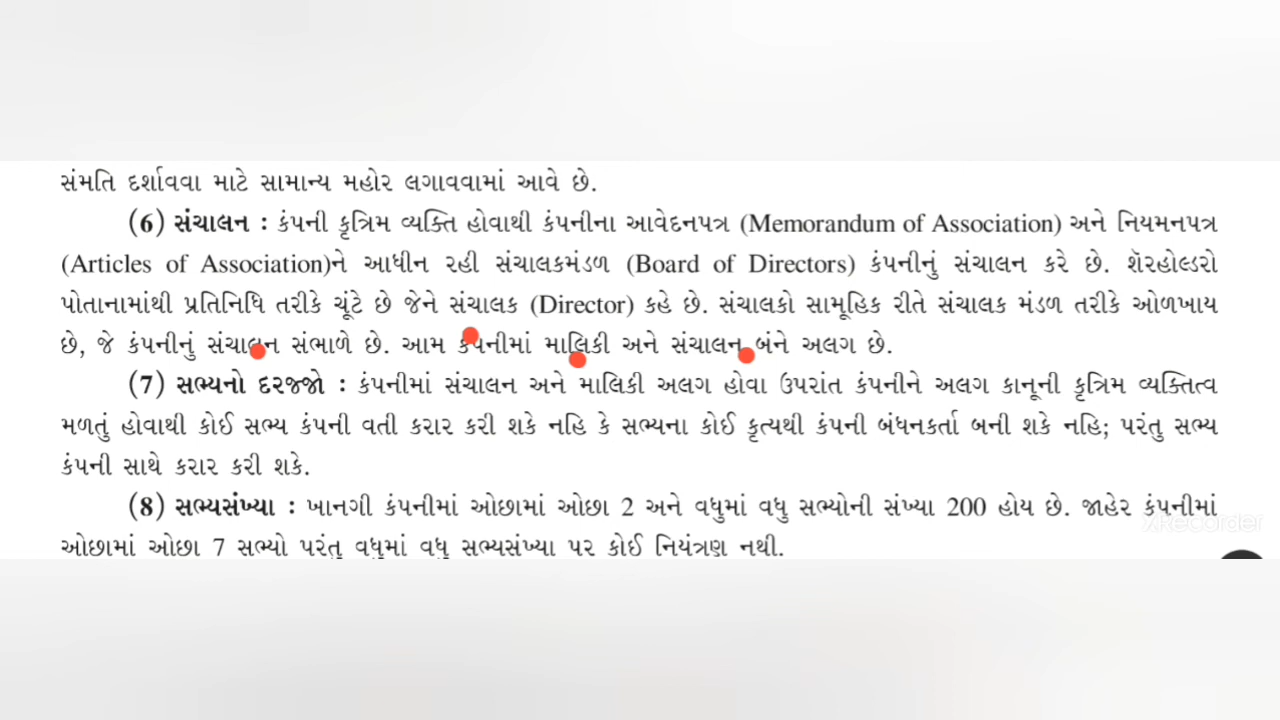 સંમતિ દર્શાવવા માટે સામાન્ય મહોર લગાવવામાં આવે છે.
(6) સંચાલન : કંપની કૃત્રિમ વ્યક્તિ હોવાથી કંપનીના આવેદનપત્ર (Memorandum of Association) અને નિયમનપત્ર
(Articles of Association)ને આધીન રહી સંચાલકમંડળ (Board of Directors) કંપનીનું સંચાલન કરે છે. શૅરહોલ્ડરો
પોતાનામાંથી પ્રતિનિધિ તરીકે ચૂંટે છે જેને સંચાલક (Director) કહે છે. સંચાલકો સામૂહિક રીતે સંચાલક મંડળ તરીકે ઓળખાય
છે, જે કંપનીનું સંચાલન સંભાળે છે. આમ કંપનીમાં માલિકી અને સંચાલન બંને અલગ છે.
(7) સભ્યનો દરજ્જો : કંપનીમાં સંચાલન અને માલિકી અલગ હોવા ઉપરાંત કંપનીને અલગ કાનૂની કૃત્રિમ વ્યક્તિત્વ
મળતું હોવાથી કોઈ સભ્ય કંપની વતી કરાર કરી શકે નહિ કે સભ્યના કોઈ કૃત્યથી કંપની બંધનકર્તા બની શકે નહિ; પરંતુ સભ્ય
કંપની સાથે કરાર કરી શકે.
(8) સભ્યસંખ્યા : ખાનગી કંપનીમાં ઓછામાં ઓછા 2 અને વધુમાં વધુ સભ્યોની સંખ્યા 200 હોય છે. જાહેર કંપનીમાં
ઓછામાં ઓછા 7 સભ્યો પરંતુ વધુમાં વધુ સભ્યસંખ્યા પર કોઈ નિયંત્રણ નથી.
XRecorder